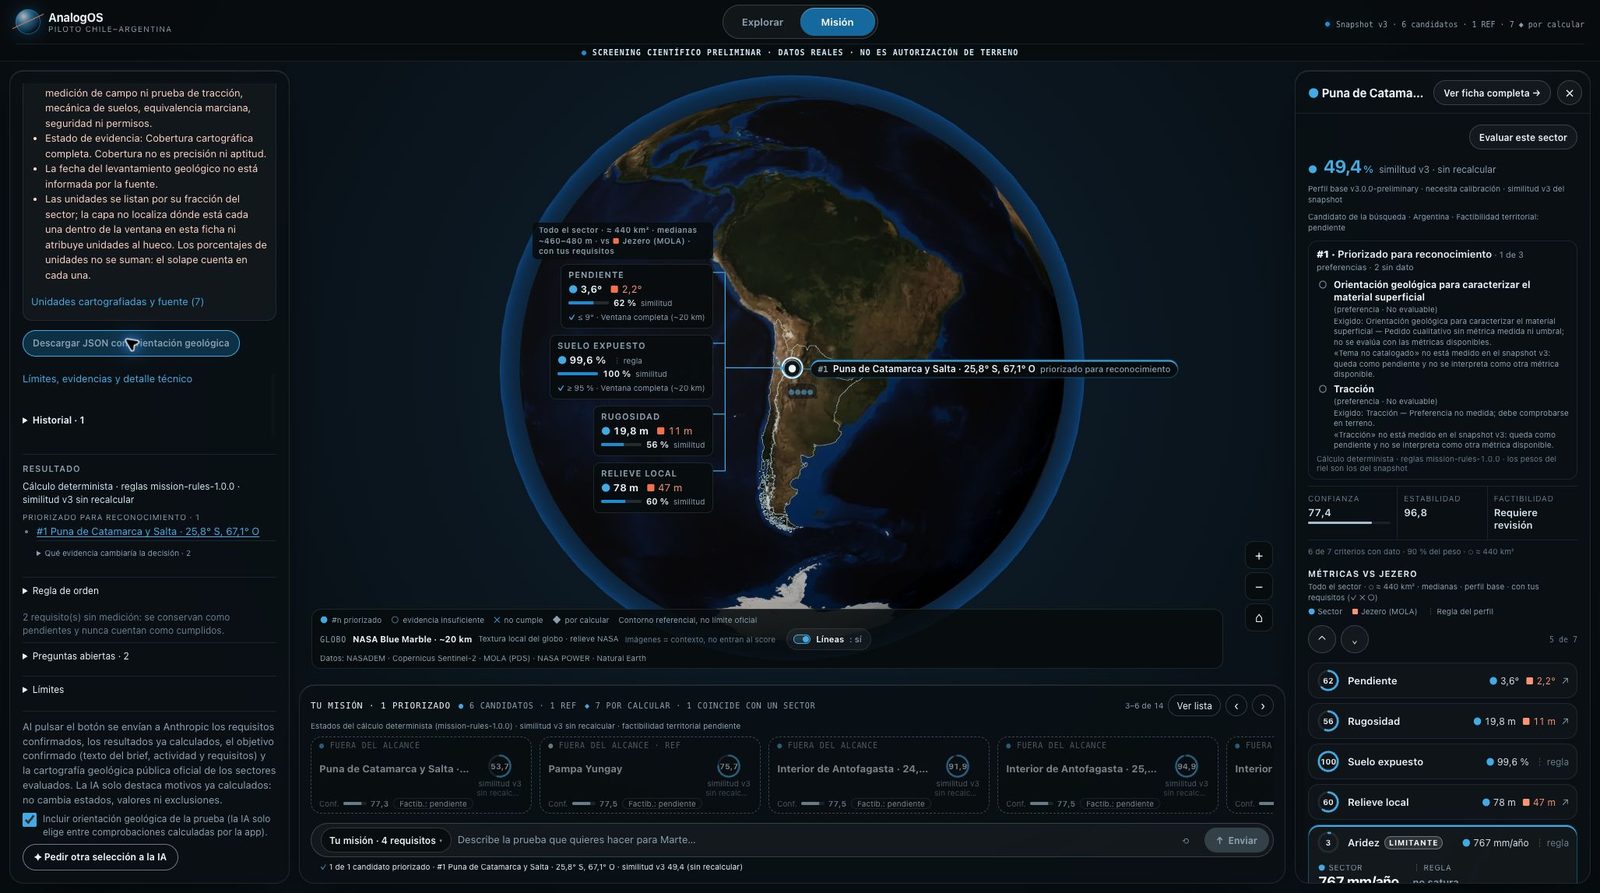 AnalogOS
PILOTO CHILE–ARGENTINA
Explorar
Misión
Snapshot v3 · 6 candidatos · 1 REF · 7 ◆ por calcular
SCREENING CIENTÍFICO PRELIMINAR · DATOS REALES · NO ES AUTORIZACIÓN DE TERRENO
medición de campo ni prueba de tracción,
mecánica de suelos, equivalencia marciana,
seguridad ni permisos.
• Estado de evidencia: Cobertura cartográfica
completa. Cobertura no es precisión ni aptitud.
• La fecha del levantamiento geológico no está
informada por la fuente.
• Las unidades se listan por su fracción del
sector; la capa no localiza dónde está cada
una dentro de la ventana en esta ficha ni
atribuye unidades al hueco. Los porcentajes de
unidades no se suman: el solape cuenta en
cada una.
Unidades cartografiadas y fuente (7)
Descargar JSON con orientación geológica
Límites, evidencias y detalle técnico
▸ Historial · 1
RESULTADO
Cálculo determinista · reglas mission-rules-1.0.0 ·
similitud v3 sin recalcular
PRIORIZADO PARA RECONOCIMIENTO · 1
• #1 Puna de Catamarca y Salta · 25,8° S, 67,1° O
▸ Qué evidencia cambiaría la decisión · 2
▸ Regla de orden
2 requisito(s) sin medición: se conservan como
pendientes y nunca cuentan como cumplidos.
▸ Preguntas abiertas · 2
▸ Límites
Al pulsar el botón se envían a Anthropic los requisitos
confirmados, los resultados ya calculados, el objetivo
confirmado (texto del brief, actividad y requisitos) y
la cartografía geológica pública oficial de los sectores
evaluados. La IA solo destaca motivos ya calculados:
no cambia estados, valores ni exclusiones.
Incluir orientación geológica de la prueba (la IA solo
elige entre comprobaciones calculadas por la app).
✦ Pedir otra selección a la IA
Todo el sector · ≈ 440 km² · medianas
~460–480 m · vs Jezero (MOLA) ·
con tus requisitos
PENDIENTE
3,6° 2,2°
62 % similitud
✓ ≤ 9° · Ventana completa (~20 km)
SUELO EXPUESTO
99,6 % regla
100 % similitud
✓ ≥ 95 % · Ventana completa (~20 km)
RUGOSIDAD
19,8 m 11 m
56 % similitud
RELIEVE LOCAL
78 m 47 m
60 % similitud
#1 Puna de Catamarca y Salta · 25,8° S, 67,1° O priorizado para reconocimiento
+
−
⌂
#n priorizado ○ evidencia insuficiente × no cumple ◆ por calcular Contorno referencial, no límite oficial
GLOBO NASA Blue Marble · ~20 km Textura local del globo · relieve NASA Imágenes = contexto, no entran al score Líneas : sí
Datos: NASADEM · Copernicus Sentinel-2 · MOLA (PDS) · NASA POWER · Natural Earth
TU MISIÓN · 1 PRIORIZADO ● 6 CANDIDATOS · 1 REF ◆ 7 POR CALCULAR · 1 COINCIDE CON UN SECTOR
3–6 de 14 Ver lista ‹ ›
Estados del cálculo determinista (mission-rules-1.0.0) · similitud v3 sin recalcular · factibilidad territorial pendiente
FUERA DEL ALCANCE
Puna de Catamarca y Salta ·...
53,7
similitud v3
sin recalc...
Conf. 77,3 Factib.: pendiente
FUERA DEL ALCANCE · REF
Pampa Yungay
75,7
similitud v3
sin recalc...
Conf. 77,5 Factib.: pendiente
FUERA DEL ALCANCE
Interior de Antofagasta · 24,...
91,9
similitud v3
sin recalc...
Conf. 77,5 Factib.: pendiente
FUERA DEL ALCANCE
Interior de Antofagasta · 25,...
94,9
similitud v3
sin recalc...
Conf. 77,5 Factib.: pendiente
FUERA
Interior
Conf.
Tu misión · 4 requisitos
Describe la prueba que quieres hacer para Marte...
↑ Enviar
✓ 1 de 1 candidato priorizado · #1 Puna de Catamarca y Salta · 25,8° S, 67,1° O · similitud v3 49,4 (sin recalcular)
Puna de Catama...
Ver ficha completa →
×
Evaluar este sector
49,4 % similitud v3 · sin recalcular
Perfil base v3.0.0-preliminary · necesita calibración · similitud v3 del
snapshot
Candidato de la búsqueda · Argentina · Factibilidad territorial:
pendiente
#1 · Priorizado para reconocimiento · 1 de 3
preferencias · 2 sin dato
Orientación geológica para caracterizar el
material superficial
(preferencia · No evaluable)
Exigido: Orientación geológica para caracterizar el material
superficial — Pedido cualitativo sin métrica medida ni umbral;
no se evalúa con las métricas disponibles.
«Tema no catalogado» no está medido en el snapshot v3:
queda como pendiente y no se interpreta como otra métrica
disponible.
Tracción
(preferencia · No evaluable)
Exigido: Tracción — Preferencia no medida; debe comprobarse
en terreno.
«Tracción» no está medido en el snapshot v3: queda como
pendiente y no se interpreta como otra métrica disponible.
Cálculo determinista · reglas mission-rules-1.0.0 · los pesos del
riel son los del snapshot
CONFIANZA
77,4
ESTABILIDAD
96,8
FACTIBILIDAD
Requiere
revisión
6 de 7 criterios con dato · 90 % del peso · ○ ≈ 440 km²
MÉTRICAS VS JEZERO
Todo el sector · ○ ≈ 440 km² · medianas · perfil base · con tus
requisitos (✓ × ○)
Sector Jezero (MOLA) Regla del perfil
5 de 7
62 Pendiente 3,6° 2,2° ↗
56 Rugosidad 19,8 m 11 m ↗
100 Suelo expuesto 99,6 % regla
60 Relieve local 78 m 47 m ↗
3 Aridez LIMITANTE 767 mm/año regla
SECTOR REGLA
767 mm/año no satura